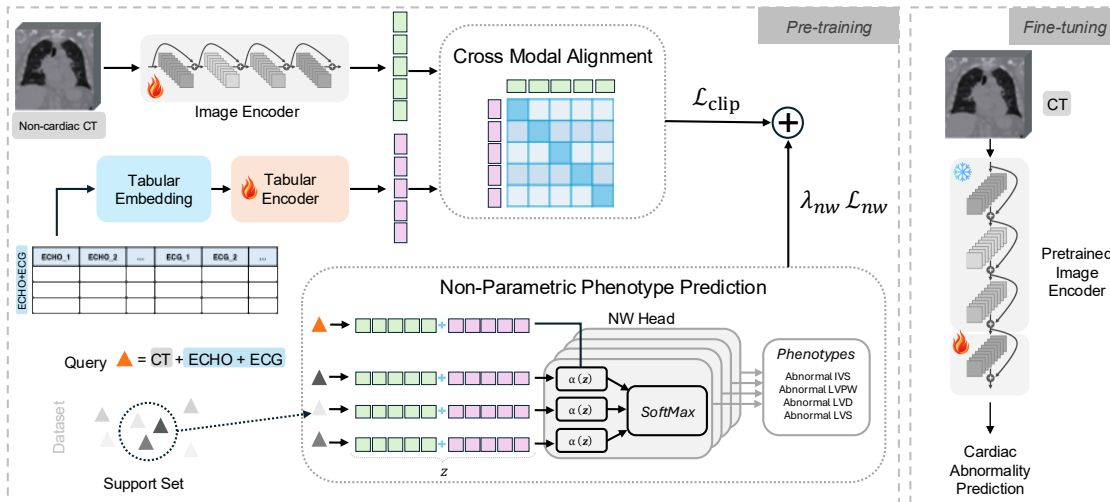 Pre-training
Non-cardiac CT
Image Encoder
Tabular
Embedding
Tabular
Encoder
ECHO+ECG
ECHO_1 ECHO_2 ... ECG_1 ECG_2 ...
Cross Modal Alignment
ℒclip
λnw ℒnw
Query = CT + ECHO + ECG
Dataset
Support Set
Non-Parametric Phenotype Prediction
NW Head
+
+
α(z)
+
α(z)
+
α(z)
SoftMax
z
Phenotypes
Abnormal IVS
Abnormal LVPW
Abnormal LVD
Abnormal LVS
Fine-tuning
CT
Pretrained
Image
Encoder
Cardiac
Abnormality
Prediction